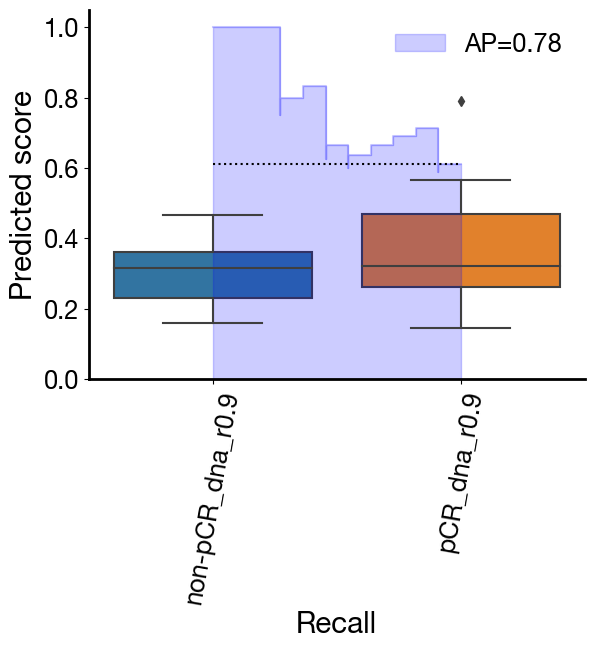 1.0
0.8
0.6
0.4
0.2
0.0
Predicted score
AP=0.78
non-pCR_dna_r0.9
pCR_dna_r0.9
Recall